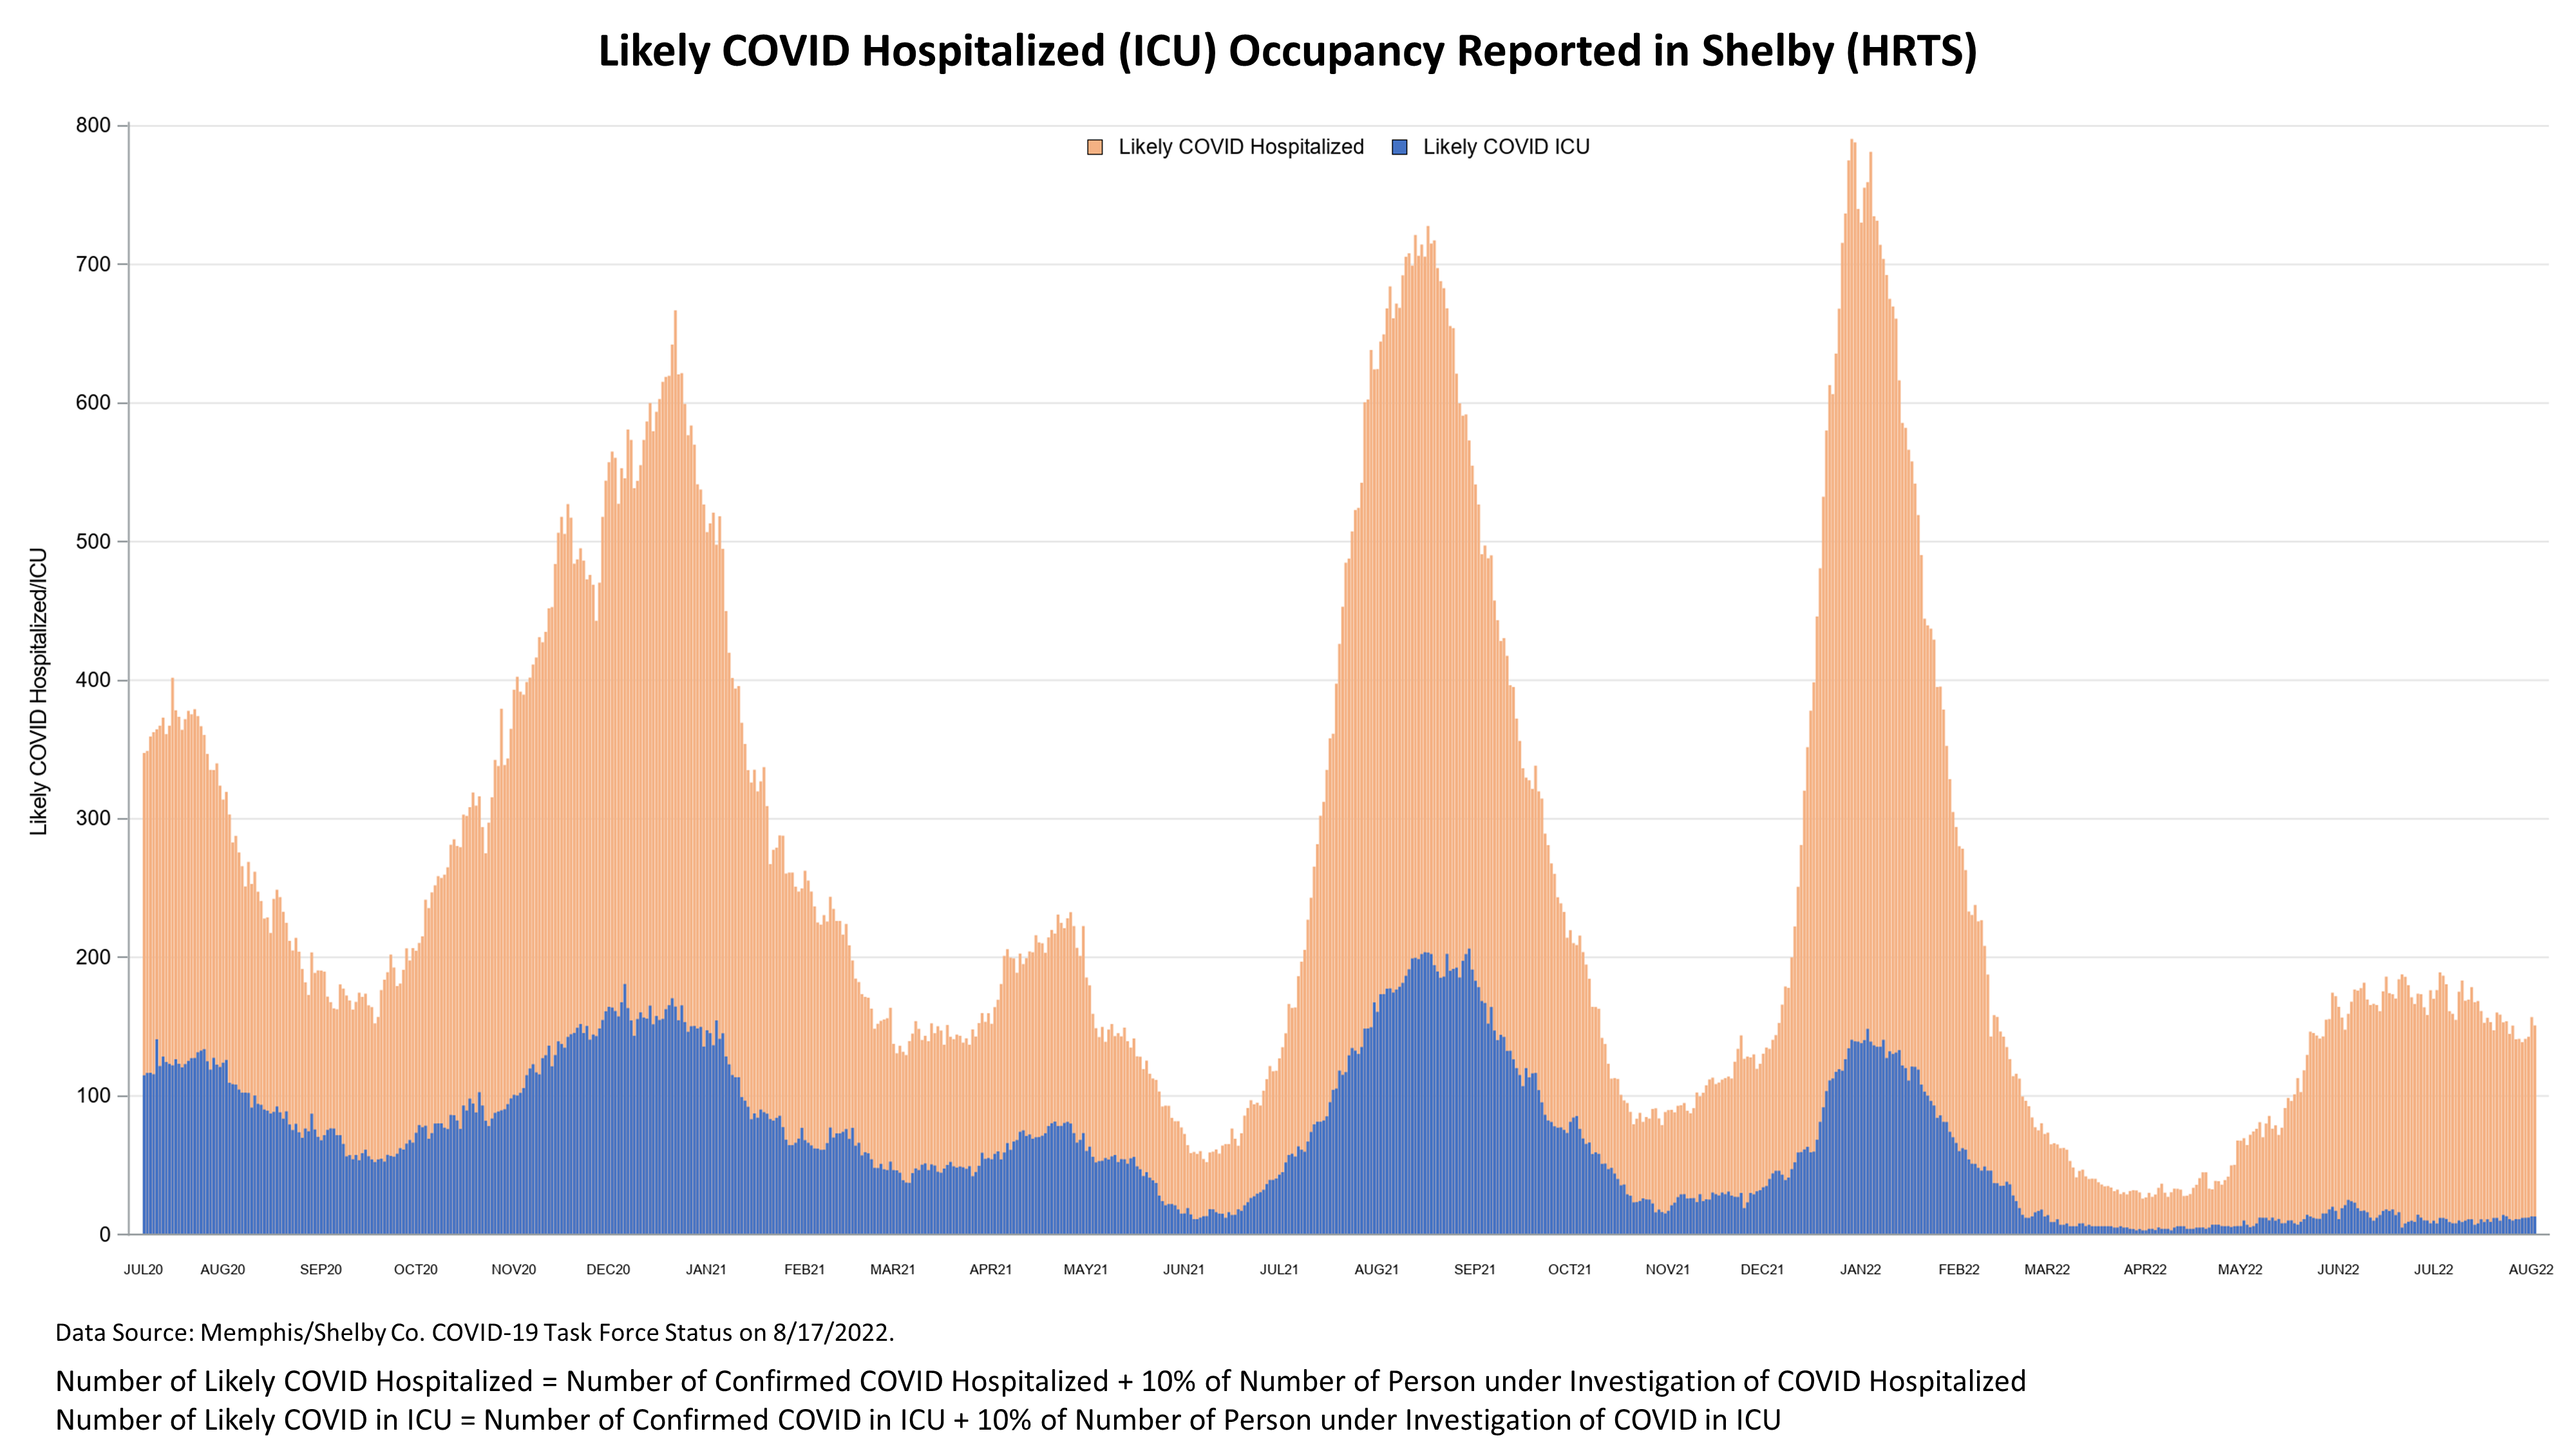 Likely COVID Hospitalized (ICU) Occupancy Reported in Shelby (HRTS)
Likely COVID Hospitalized Likely COVID ICU
Likely COVID Hospitalized/ICU
800
700
600
500
400
300
200
100
0
JUL20 AUG20 SEP20 OCT20 NOV20 DEC20 JAN21 FEB21 MAR21 APR21 MAY21 JUN21 JUL21 AUG21 SEP21 OCT21 NOV21 DEC21 JAN22 FEB22 MAR22 APR22 MAY22 JUN22 JUL22 AUG22
Data Source: Memphis/Shelby Co. COVID-19 Task Force Status on 8/17/2022.
Number of Likely COVID Hospitalized = Number of Confirmed COVID Hospitalized + 10% of Number of Person under Investigation of COVID Hospitalized
Number of Likely COVID in ICU = Number of Confirmed COVID in ICU + 10% of Number of Person under Investigation of COVID in ICU